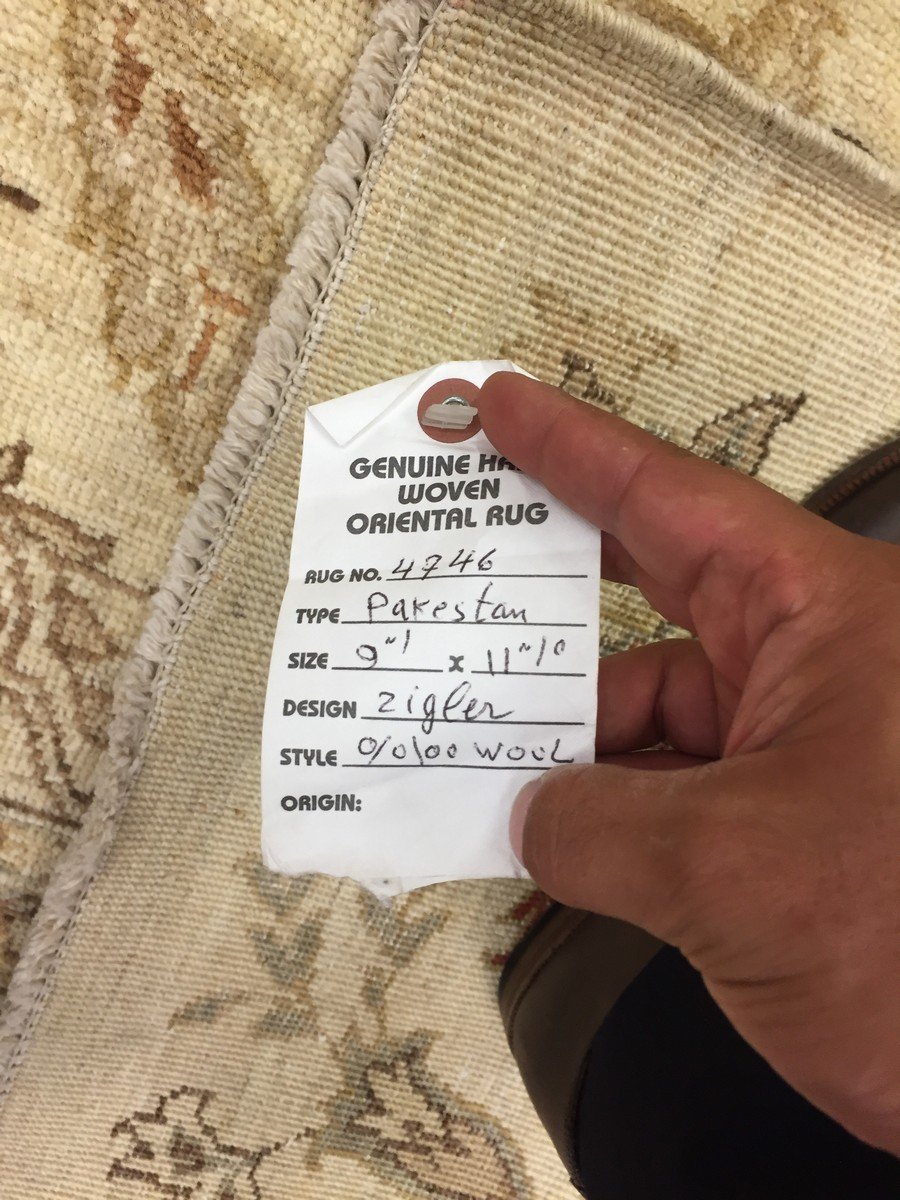 GENUINE HA
WOVEN
ORIENTAL RUG
RUG NO. 4746
TYPE Pakestan
SIZE 9"1 x 11"10
DESIGN zigler
STYLE %100 WOOL
ORIGIN: